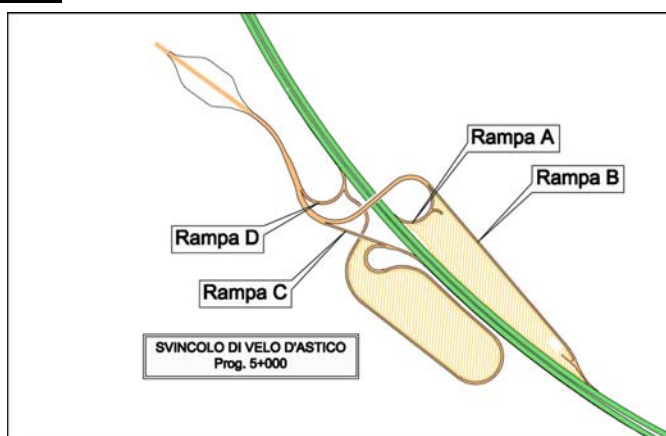 Rampa A
Rampa B
Rampa D
Rampa C
SVINCOLO DI VELO D'ASTICO
Prog. 5+000